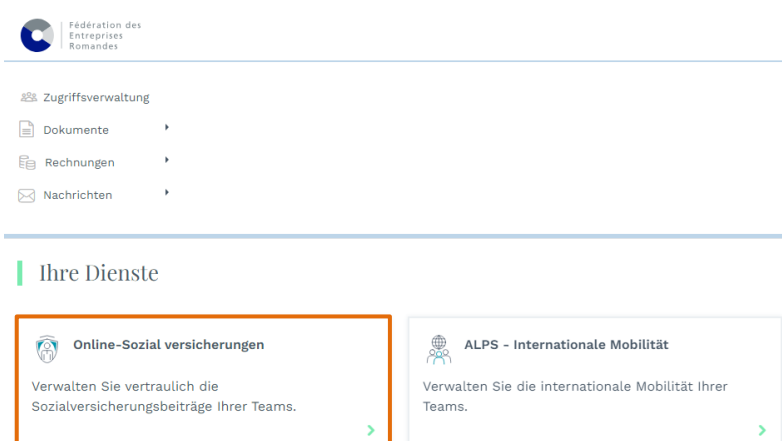 Fédération des
Entreprises
Romandes
Zugriffsverwaltung
Dokumente
Rechnungen
Nachrichten
Ihre Dienste
Online-Sozial versicherungen
Verwalten Sie vertraulich die
Sozialversicherungsbeiträge Ihrer Teams.
ALPS - Internationale Mobilität
Verwalten Sie die internationale Mobilität Ihrer
Teams.